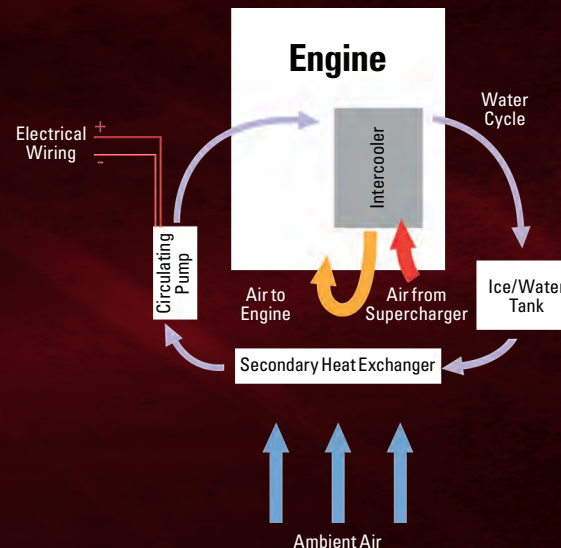 Engine
Water
Cycle
Electrical
Wiring
+
-
Intercooler
Circulating
Pump
Air to
Engine
Air from
Supercharger
Ice/Water
Tank
Secondary Heat Exchanger
Ambient Air